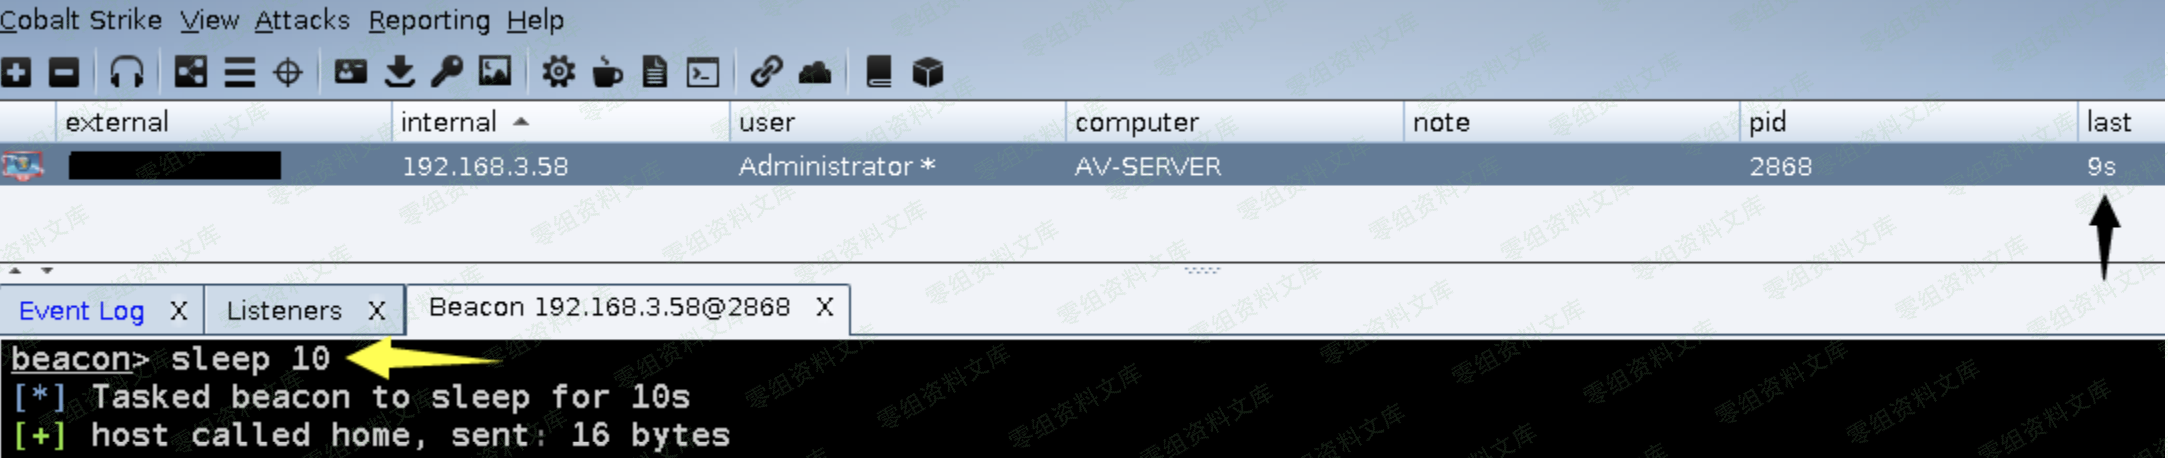 Cobalt Strike View Attacks Reporting Help
external internal user computer note pid last
192.168.3.58 Administrator * AV-SERVER 2868 9s
Event Log X Listeners X Beacon 192.168.3.58@2868 X
beacon> sleep 10
[*] Tasked beacon to sleep for 10s
[+] host called home, sent: 16 bytes
零组资料文库